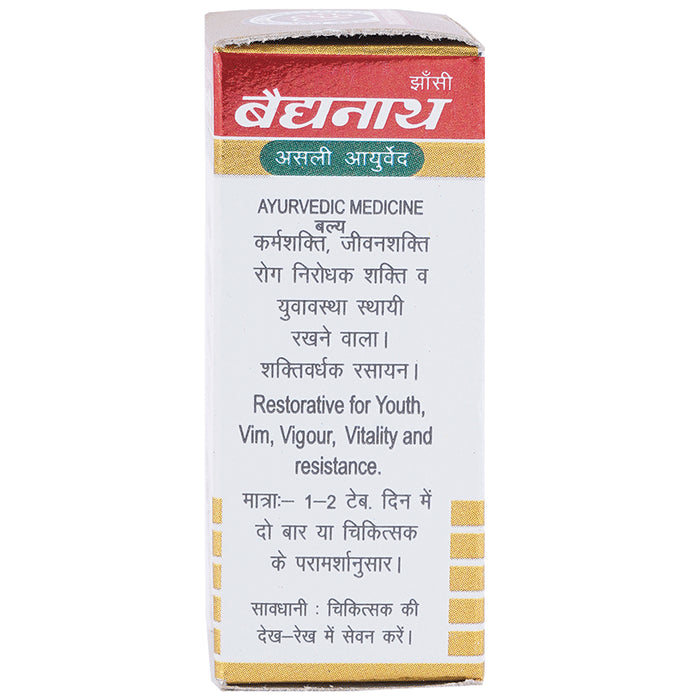 झाँसी
बैद्यनाथ
असली आयुर्वेद
AYURVEDIC MEDICINE
बल्य
कर्मशक्ति, जीवनशक्ति
रोग निरोधक शक्ति व
युवावस्था स्थायी
रखने वाला।
शक्तिवर्धक रसायन।
Restorative for Youth,
Vim, Vigour, Vitality and
resistance.
मात्राः– 1–2 टेब. दिन में
दो बार या चिकित्सक
के परामर्शानुसार।
सावधानी : चिकित्सक की
देख–रेख में सेवन करें।